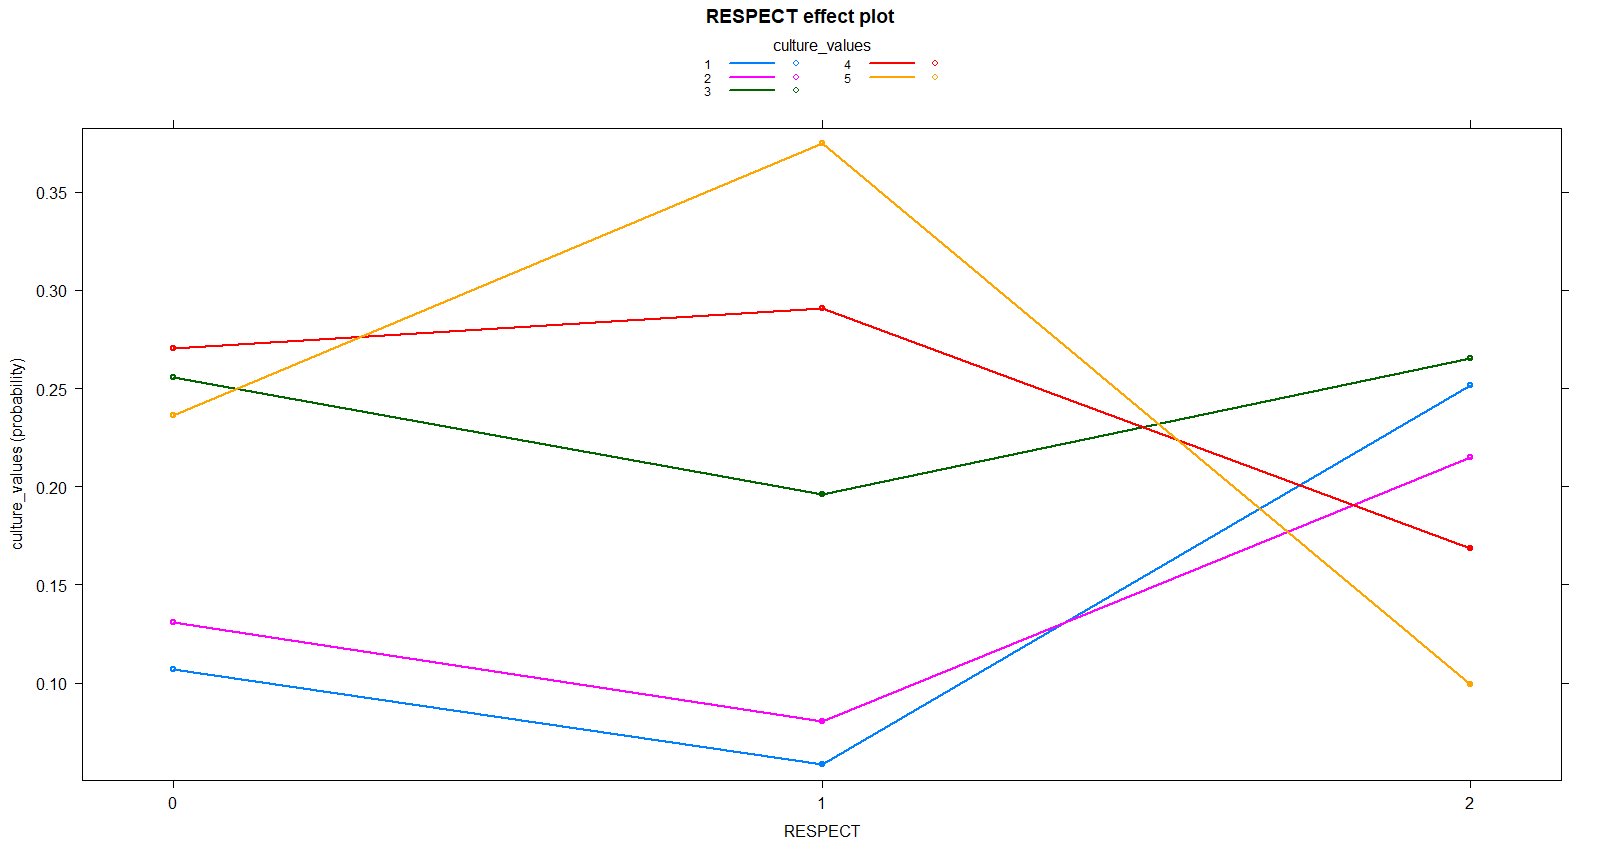 RESPECT effect plot
culture_values
1 4
2 5
3
culture_values (probability)
0.35
0.30
0.25
0.20
0.15
0.10
0 1 2
RESPECT